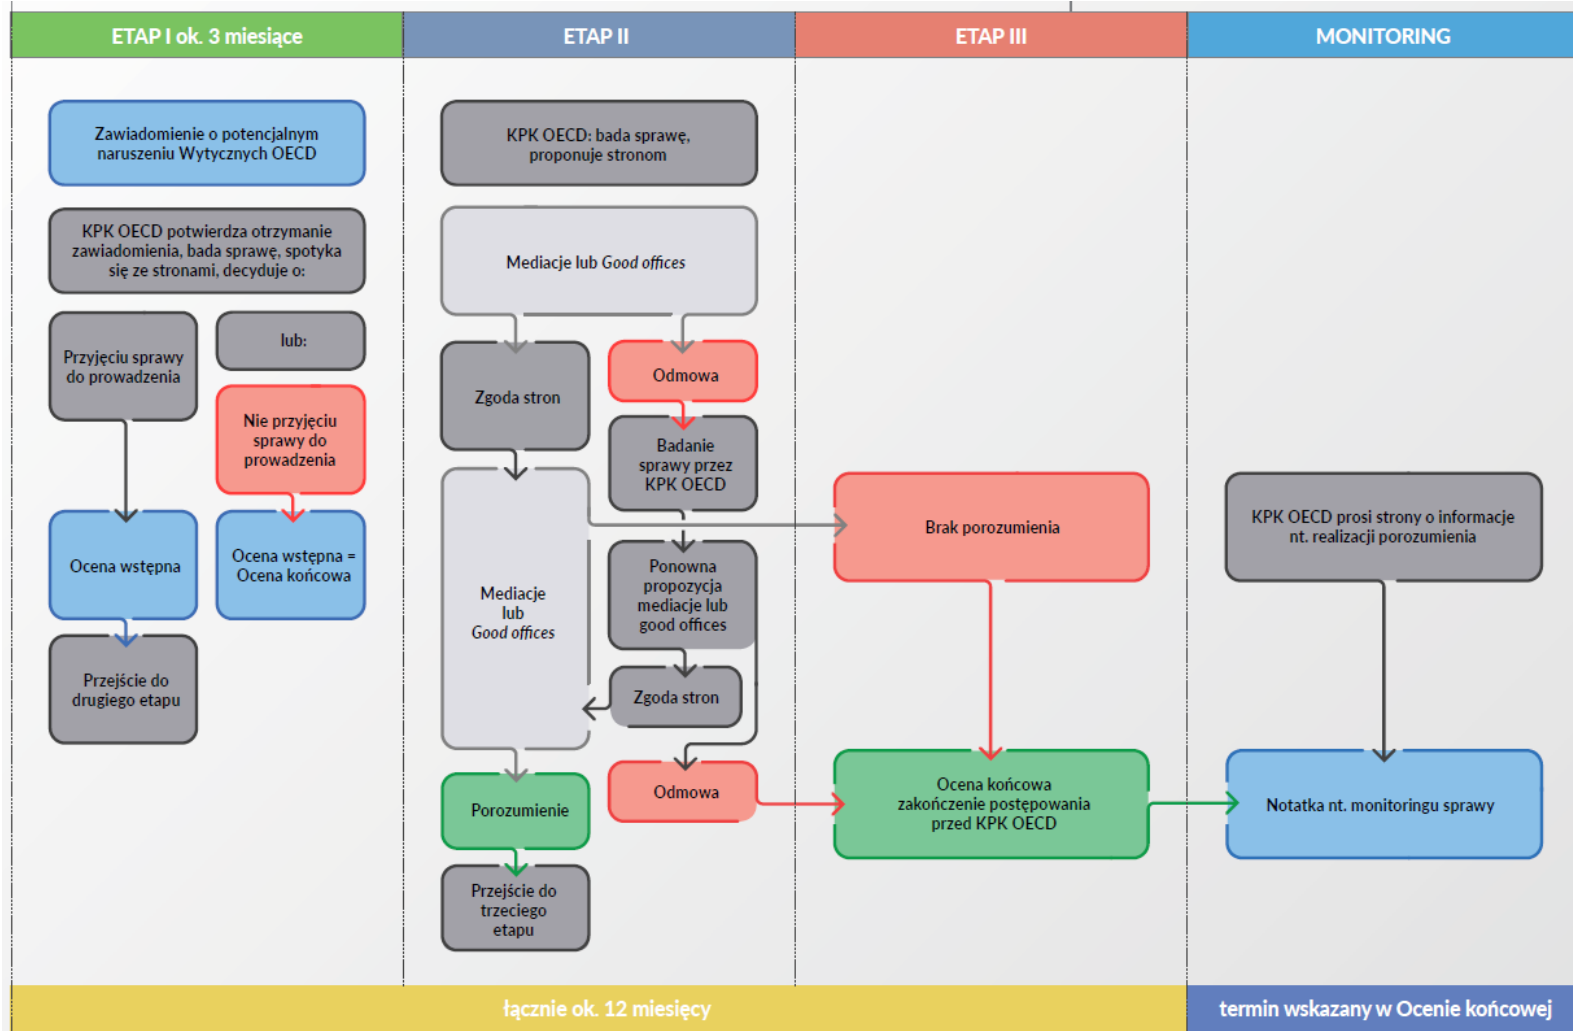 ETAP I ok. 3 miesiące
ETAP II
ETAP III
MONITORING
Zawiadomienie o potencjalnym
naruszeniu Wytycznych OECD
KPK OECD potwierdza otrzymanie
zawiadomienia, bada sprawę, spotyka
się ze stronami, decyduje o:
Przyjęciu sprawy
do prowadzenia
lub:
Nie przyjęciu
sprawy do
prowadzenia
Ocena wstępna
Ocena wstępna =
Ocena końcowa
Przejście do
drugiego etapu
KPK OECD: bada sprawę,
proponuje stronom
Mediacje lub Good offices
Zgoda stron
Odmowa
Badanie
sprawy przez
KPK OECD
Mediacje
lub
Good offices
Ponowna
propozycja
mediacje lub
good offices
Zgoda stron
Odmowa
Porozumienie
Przejście do
trzeciego
etapu
Brak porozumienia
Ocena końcowa
zakończenie postępowania
przed KPK OECD
KPK OECD prosi strony o informacje
nt. realizacji porozumienia
Notatka nt. monitoringu sprawy
łącznie ok. 12 miesięcy
termin wskazany w Ocenie końcowej